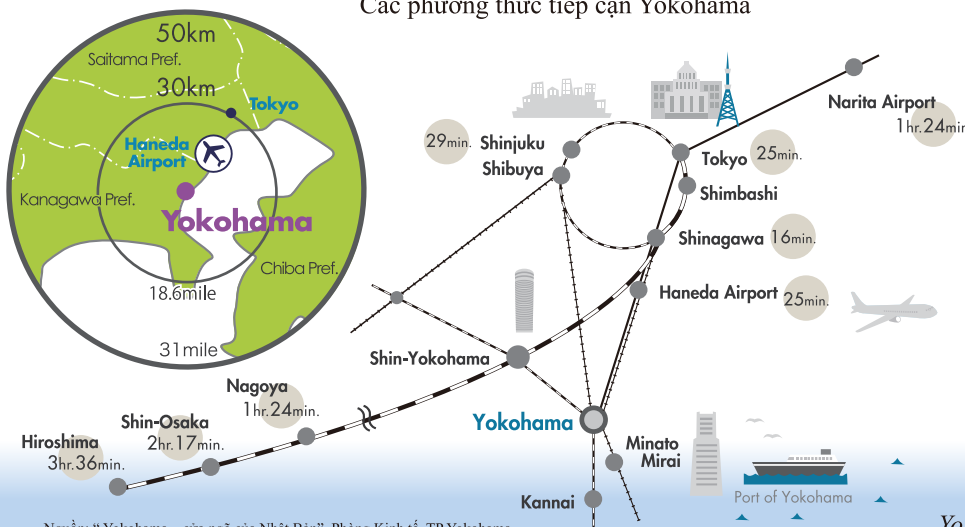 Các phương thức tiếp cận Yokohama
50km
Saitama Pref.
30km
Tokyo
Haneda
Airport
Kanagawa Pref.
Yokohama
Chiba Pref.
18.6mile
31mile
Narita Airport
1hr.24min.
29min.
Shinjuku
Shibuya
Tokyo
25min.
Shimbashi
Shinagawa
16min.
Haneda Airport
25min.
Shin-Yokohama
Nagoya
1hr.24min.
Shin-Osaka
2hr.17min.
Hiroshima
3hr.36min.
Yokohama
Minato
Mirai
Kannai
Port of Yokohama
Yo